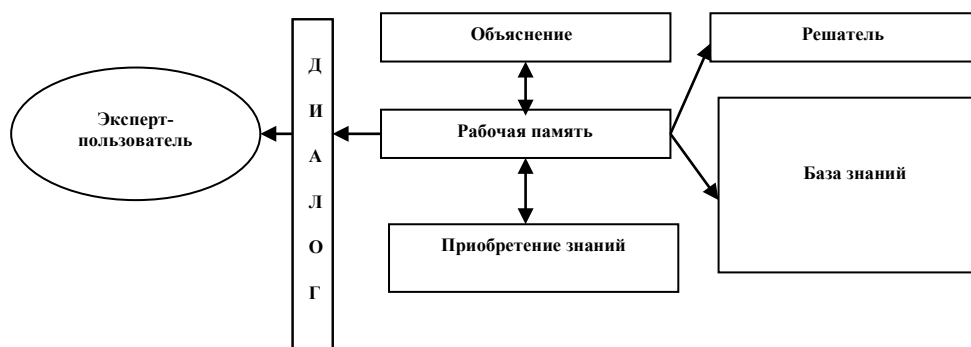 Эксперт-
пользователь
Д
И
А
Л
О
Г
Объяснение
Рабочая память
Приобретение знаний
Решатель
База знаний